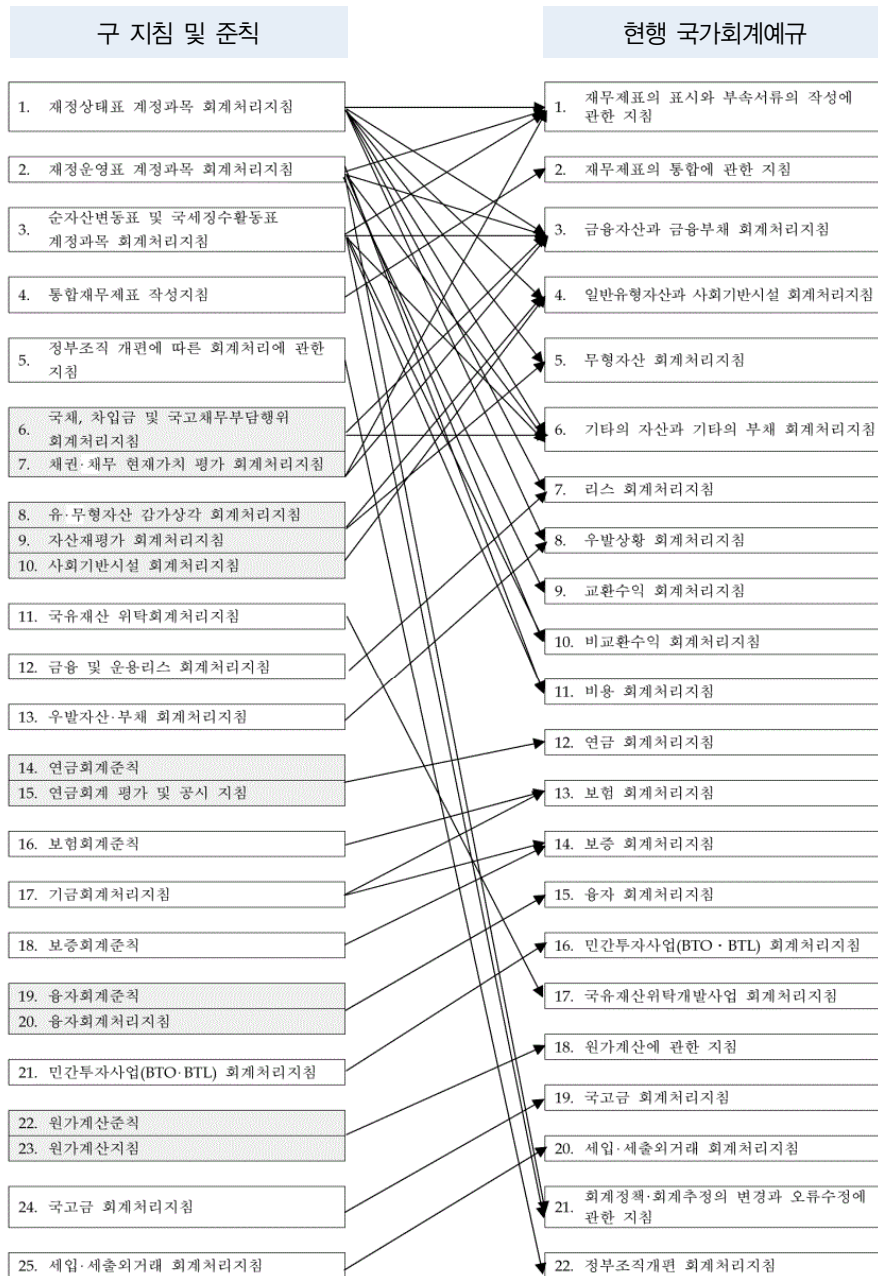 구 지침 및 준칙
1. 재정상태표 계정과목 회계처리지침
2. 재정운영표 계정과목 회계처리지침
3. 순자산변동표 및 국세징수활동표
계정과목 회계처리지침
4. 통합재무제표 작성지침
5. 정부조직 개편에 따른 회계처리에 관한
지침
6. 국채, 차입금 및 국고채무부담행위
회계처리지침
7. 채권·채무 현재가치 평가 회계처리지침
8. 유·무형자산 감가상각 회계처리지침
9. 자산재평가 회계처리지침
10. 사회기반시설 회계처리지침
11. 국유재산 위탁회계처리지침
12. 금융 및 운용리스 회계처리지침
13. 우발자산·부채 회계처리지침
14. 연금회계준칙
15. 연금회계 평가 및 공시 지침
16. 보험회계준칙
17. 기금회계처리지침
18. 보증회계준칙
19. 융자회계준칙
20. 융자회계처리지침
21. 민간투자사업(BTO·BTL) 회계처리지침
22. 원가계산준칙
23. 원가계산지침
24. 국고금 회계처리지침
25. 세입·세출외거래 회계처리지침
현행 국가회계예규
1. 재무제표의 표시와 부속서류의 작성에
관한 지침
2. 재무제표의 통합에 관한 지침
3. 금융자산과 금융부채 회계처리지침
4. 일반유형자산과 사회기반시설 회계처리지침
5. 무형자산 회계처리지침
6. 기타의 자산과 기타의 부채 회계처리지침
7. 리스 회계처리지침
8. 우발상황 회계처리지침
9. 교환수익 회계처리지침
10. 비교환수익 회계처리지침
11. 비용 회계처리지침
12. 연금 회계처리지침
13. 보험 회계처리지침
14. 보증 회계처리지침
15. 융자 회계처리지침
16. 민간투자사업(BTO·BTL) 회계처리지침
17. 국유재산위탁개발사업 회계처리지침
18. 원가계산에 관한 지침
19. 국고금 회계처리지침
20. 세입·세출외거래 회계처리지침
21. 회계정책·회계추정의 변경과 오류수정에
관한 지침
22. 정부조직개편 회계처리지침